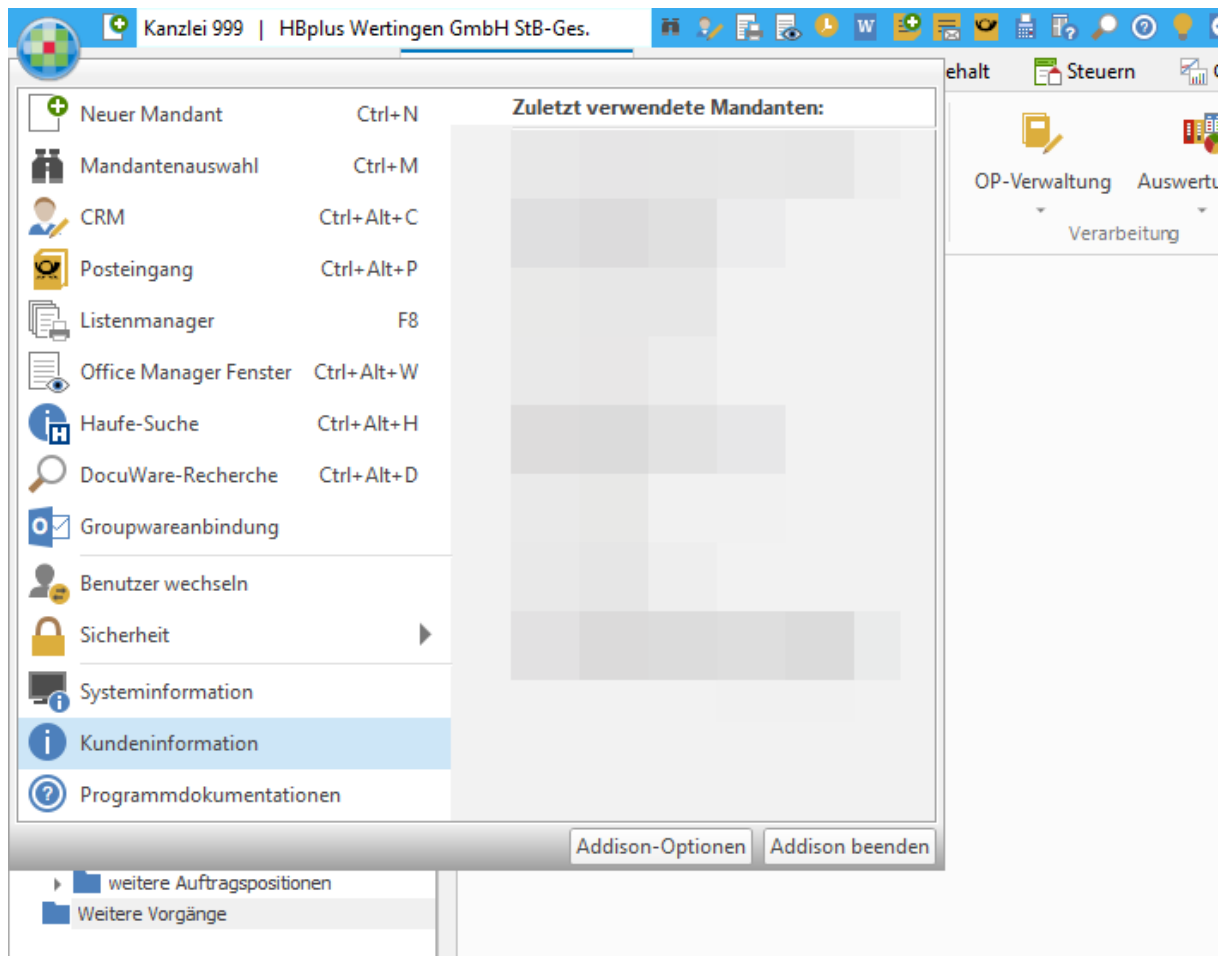 Kanzlei 999 | HBplus Wertingen GmbH StB-Ges.
W
ehalt Steuern
Neuer Mandant Ctrl+N
Mandantenauswahl Ctrl+M
CRM Ctrl+Alt+C
Posteingang Ctrl+Alt+P
Listenmanager F8
Office Manager Fenster Ctrl+Alt+W
Haufe-Suche Ctrl+Alt+H
DocuWare-Recherche Ctrl+Alt+D
Groupwareanbindung
Benutzer wechseln
Sicherheit
Systeminformation
Kundeninformation
Programmdokumentationen
Zuletzt verwendete Mandanten:
OP-Verwaltung Auswertu
Verarbeitung
Addison-Optionen Addison beenden
weitere Auftragspositionen
Weitere Vorgänge